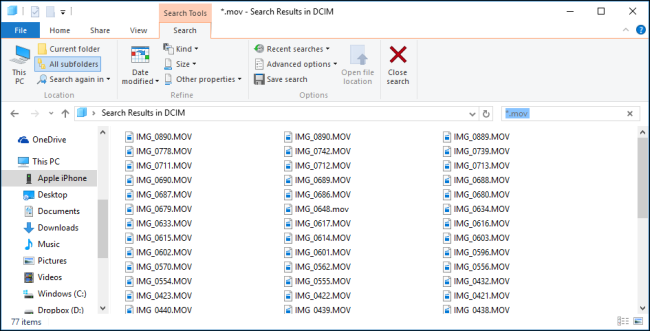 Search Tools
*.mov - Search Results in DCIM
File Home Share View Search
This PC
Current folder
All subfolders
Search again in
Location
Date modified
Kind
Size
Other properties
Refine
Recent searches
Advanced options
Save search
Options
Open file location
Close search
Search Results in DCIM
*.mov
OneDrive
This PC
Apple iPhone
Desktop
Documents
Downloads
Music
Pictures
Videos
Windows (C:)
Dropbox (D:)
IMG_0890.MOV IMG_0890.MOV IMG_0889.MOV
IMG_0778.MOV IMG_0742.MOV IMG_0739.MOV
IMG_0711.MOV IMG_0712.MOV IMG_0713.MOV
IMG_0690.MOV IMG_0689.MOV IMG_0688.MOV
IMG_0687.MOV IMG_0686.MOV IMG_0680.MOV
IMG_0679.MOV IMG_0648.mov IMG_0634.MOV
IMG_0633.MOV IMG_0617.MOV IMG_0616.MOV
IMG_0615.MOV IMG_0614.MOV IMG_0603.MOV
IMG_0602.MOV IMG_0601.MOV IMG_0596.MOV
IMG_0570.MOV IMG_0562.MOV IMG_0556.MOV
IMG_0554.MOV IMG_0555.MOV IMG_0432.MOV
IMG_0423.MOV IMG_0422.MOV IMG_0421.MOV
IMG_0440.MOV IMG_0439.MOV IMG_0438.MOV
77 items